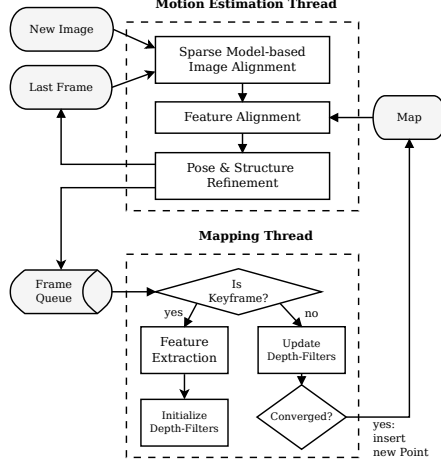 Motion Estimation Thread
New Image
Sparse Model-based
Image Alignment
Last Frame
Feature Alignment
Map
Pose & Structure
Refinement
Mapping Thread
Frame
Queue
Is
Keyframe?
yes
no
Feature
Extraction
Update
Depth-Filters
Initialize
Depth-Filters
Converged?
yes:
insert
new Point